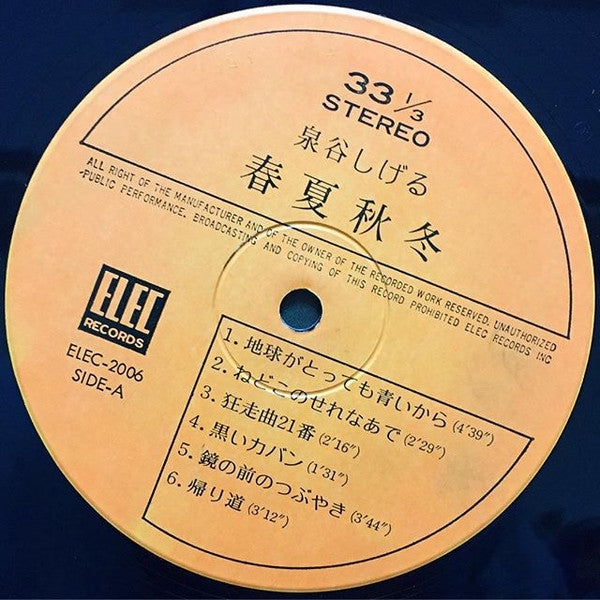 33 1/3
STEREO
泉谷しげる
春夏秋冬
ALL RIGHT OF THE MANUFACTURER AND OF THE OWNER OF THE RECORDED WORK RESERVED. UNAUTHORIZED
-PUBLIC PERFORMANCE. BROADCASTING AND COPYING OF THIS RECORD PROHIBITED ELEC RECORDS INC
ELEC
RECORDS
ELEC-2006
SIDE-A
1. 地球がとっても青いから (4′39″)
2. ねどこのせれなあで (2′29″)
3. 狂走曲21番 (2′16″)
4. 黒いカバン (1′31″)
5. 鏡の前のつぶやき (3′44″)
6. 帰り道 (3′12″)